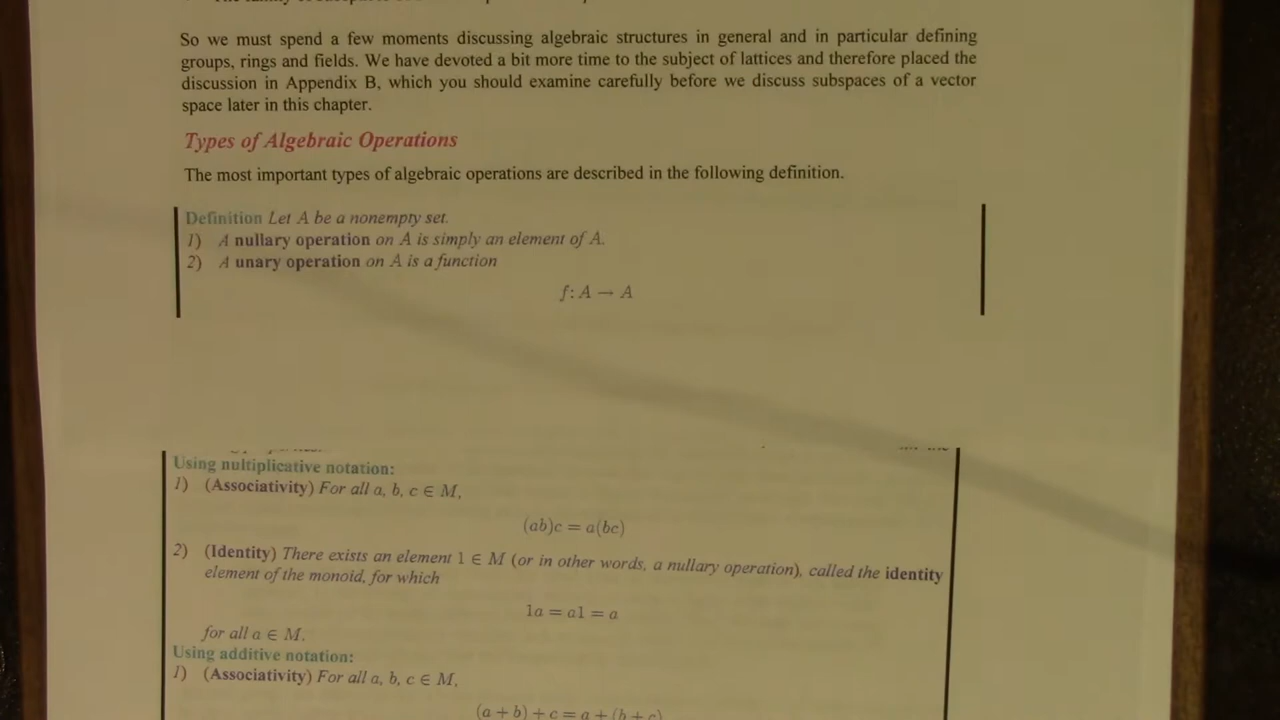 So we must spend a few moments discussing algebraic structures in general and in particular defining
groups, rings and fields. We have devoted a bit more time to the subject of lattices and therefore placed the
discussion in Appendix B, which you should examine carefully before we discuss subspaces of a vector
space later in this chapter.
Types of Algebraic Operations
The most important types of algebraic operations are described in the following definition.
Definition Let A be a nonempty set.
1) A nullary operation on A is simply an element of A.
2) A unary operation on A is a function
f: A → A
Using nultiplicative notation:
1) (Associativity) For all a, b, c ∈ M,
(ab)c = a(bc)
2) (Identity) There exists an element 1 ∈ M (or in other words, a nullary operation), called the identity
element of the monoid, for which
1a = a1 = a
for all a ∈ M.
Using additive notation:
1) (Associativity) For all a, b, c ∈ M,
(a + b) + c = a + (b + c)